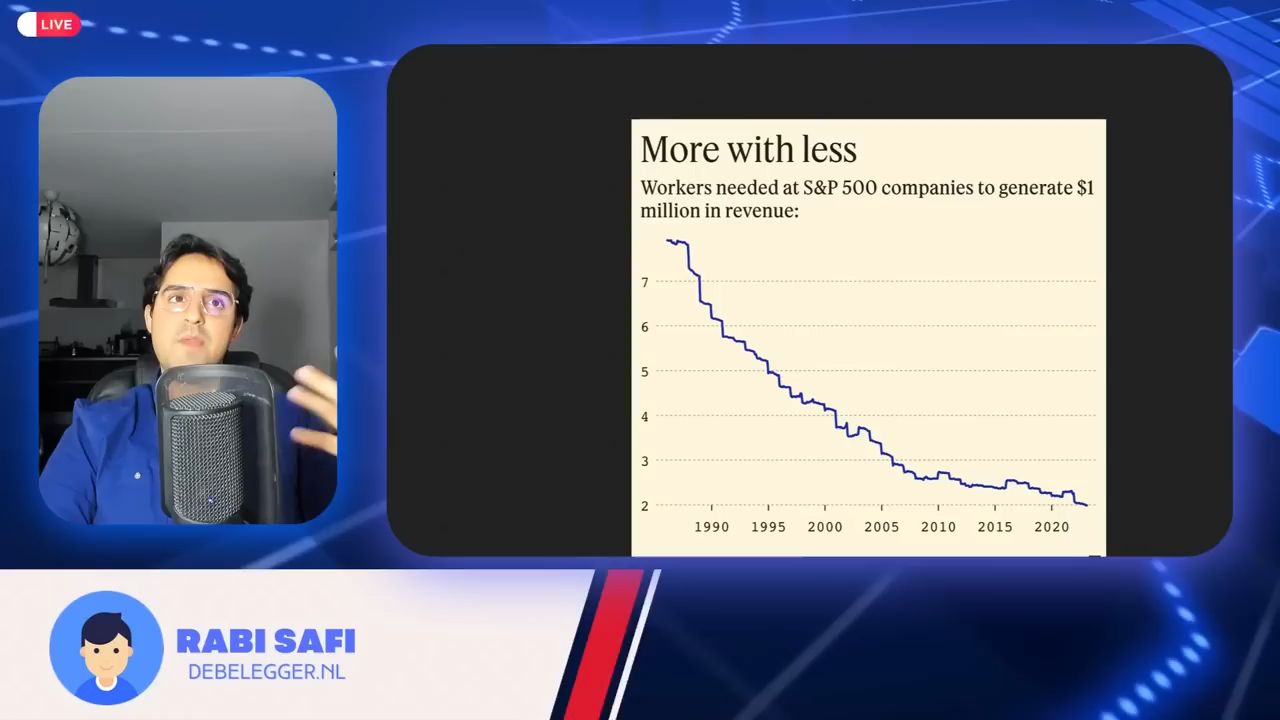 LIVE
More with less
Workers needed at S&P 500 companies to generate $1
million in revenue:
7
6
5
4
3
2
1990 1995 2000 2005 2010 2015 2020
RABI SAFI
DEBELEGGER.NL